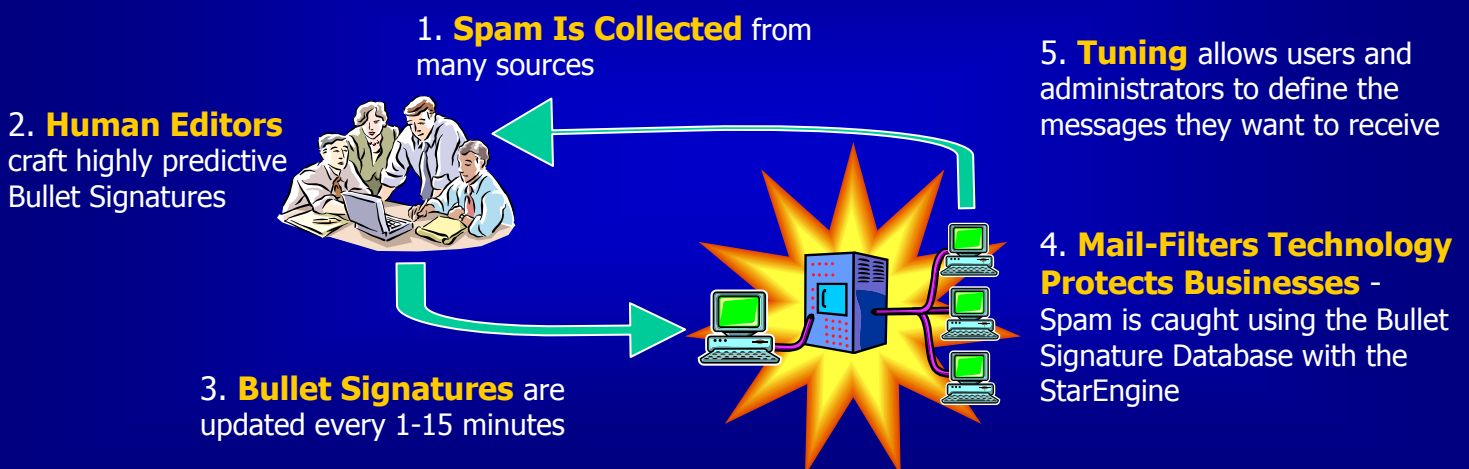 1. Spam Is Collected from
many sources
2. Human Editors
craft highly predictive
Bullet Signatures
3. Bullet Signatures are
updated every 1-15 minutes
4. Mail-Filters Technology
Protects Businesses -
Spam is caught using the Bullet
Signature Database with the
StarEngine
5. Tuning allows users and
administrators to define the
messages they want to receive